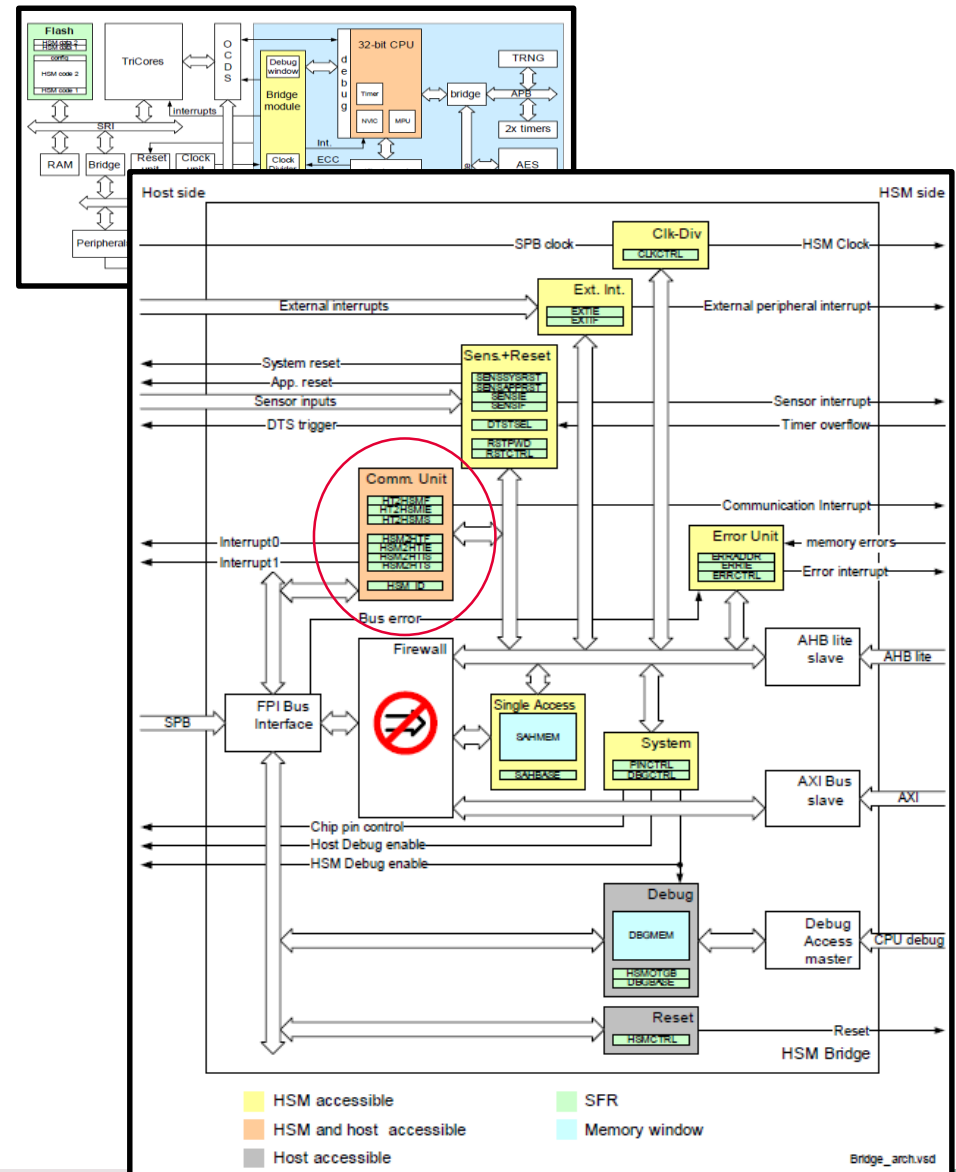 Flash
HSM code 1
config
HSM code 2
HSM code 1
TriCores
O
C
D
S
Debug
window
Bridge
module
d
e
b
u
g
32-bit CPU
Timer
NVIC
MPU
bridge
TRNG
APB
2x timers
Interrupts
SRI
Int.
ECC
RAM
Bridge
Reset
Clock
Clock
AES
Peripherals
Host side
HSM side
SPB clock
Clk-Div
CLKCTRL
HSM Clock
Ext. Int.
EXTIE
EXTIF
External interrupts
External peripheral interrupt
Sens.+Reset
SENSSYSRST
SENSAPPRST
SENSIE
SENSIF
DTSTSEL
RSTPWD
RSTCTRL
System reset
App. reset
Sensor inputs
Sensor interrupt
DTS trigger
Timer overflow
Comm. Unit
HT2HSMF
HT2HSMIE
HT2HSMS
HSM2HTF
HSM2HTIE
HSM2HTIS
HSM2HTS
HSM_ID
Communication Interrupt
Interrupt0
Interrupt1
Error Unit
ERRADDR
ERRIE
ERRCTRL
memory errors
Error interrupt
Bus error
Firewall
AHB lite
slave
AHB lite
SPB
FPI Bus
Interface
Single Access
SAHMEM
SAHBASE
System
PINCTRL
DBGCTRL
AXI Bus
slave
AXI
Chip pin control
Host Debug enable
HSM Debug enable
Debug
DBGMEM
HSMOTGB
DBGBASE
Debug
Access
master
CPU debug
Reset
HSMCTRL
Reset
HSM Bridge
HSM accessible
SFR
HSM and host accessible
Memory window
Host accessible
Bridge_arch.vsd